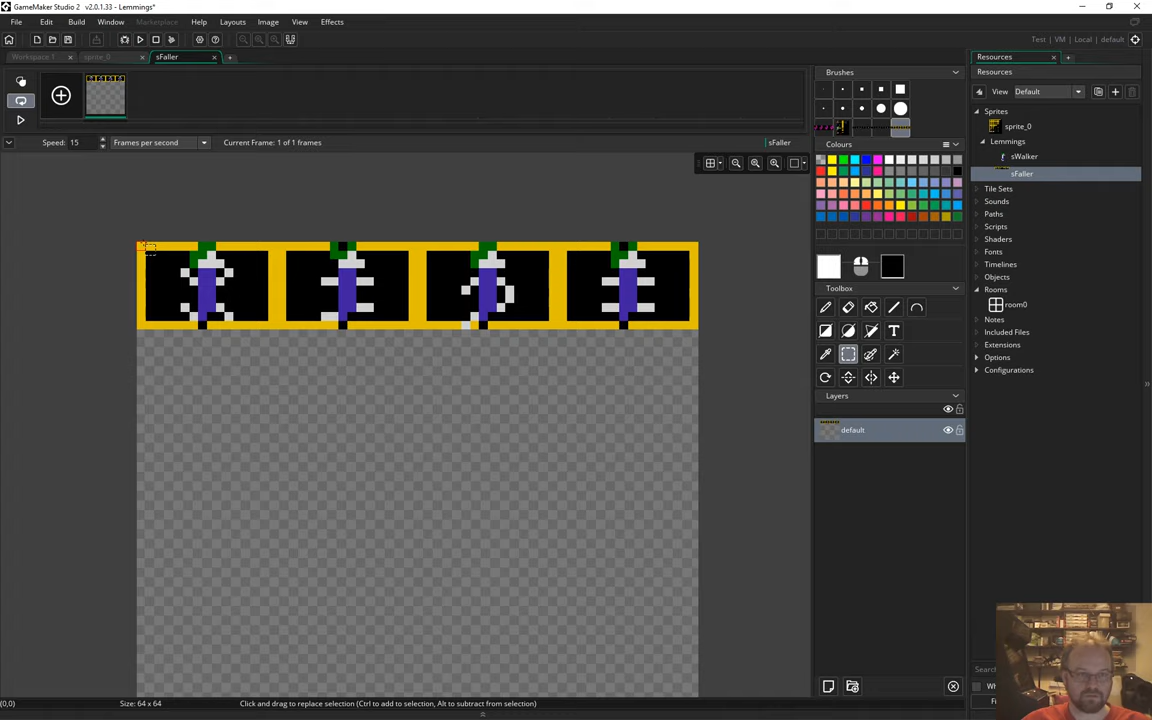 GameMaker Studio 2 v2.0.1.33 - Lemmings*
File Edit Build Window Marketplace Help Layouts Image View Effects
Test | VM | Local | default
Workspace 1 sprite_0 sFaller
Speed: 15 Frames per second Current Frame: 1 of 1 frames sFaller
Brushes
Colours
Toolbox
T
Layers
default
Resources
Resources
View Default
Sprites
sprite_0
Lemmings
sWalker
sFaller
Tile Sets
Sounds
Paths
Scripts
Shaders
Fonts
Timelines
Objects
Rooms
room0
Notes
Included Files
Extensions
Options
Configurations
(0,0) Size: 64 x 64 Click and drag to replace selection (Ctrl to add to selection, Alt to subtract from selection)